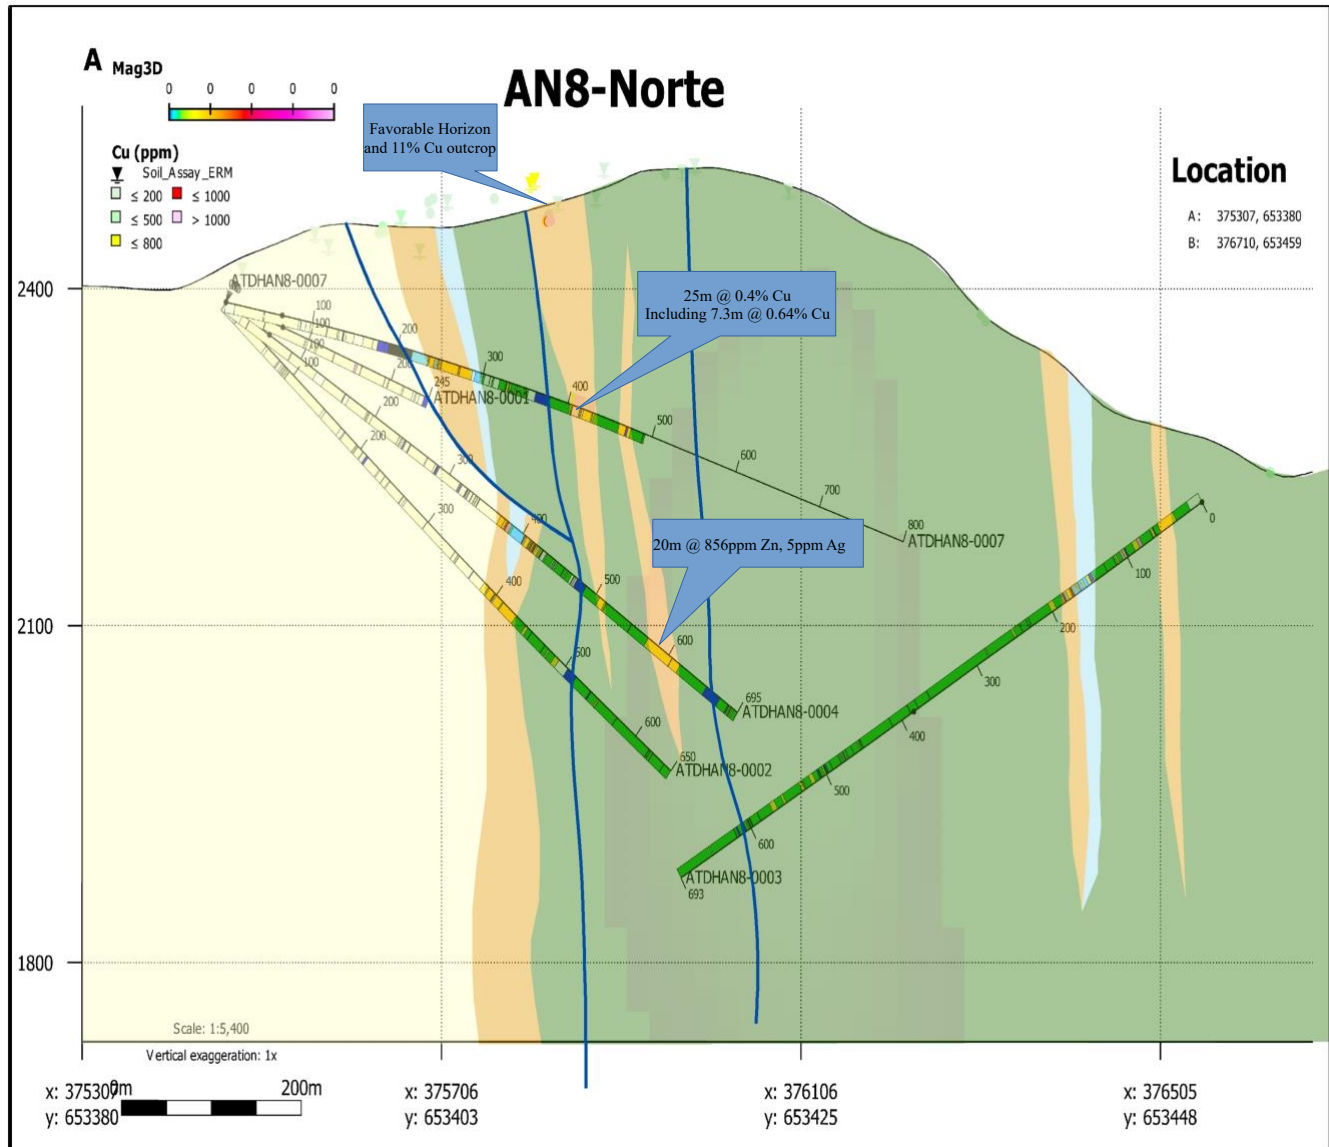 A
Mag3D
0 0 0 0 0
AN8-Norte
Favorable Horizon
and 11% Cu outcrop
Cu (ppm)
Soil_Assay_ERM
≤ 200 ≤ 1000
≤ 500 > 1000
≤ 800
Location
A: 375307, 653380
B: 376710, 653459
2400
ATDHAN8-0007
25m @ 0.4% Cu
Including 7.3m @ 0.64% Cu
100
200
300
400
500
600
700
800
ATDHAN8-0007
100
200
245
ATDHAN8-0001
100
200
300
400
500
600
695
ATDHAN8-0004
20m @ 856ppm Zn, 5ppm Ag
100
200
300
400
500
600
650
ATDHAN8-0002
0
100
200
300
400
500
600
693
ATDHAN8-0003
2100
1800
Scale: 1:5,400
Vertical exaggeration: 1x
0m 200m
x: 375307
y: 653380
x: 375706
y: 653403
x: 376106
y: 653425
x: 376505
y: 653448